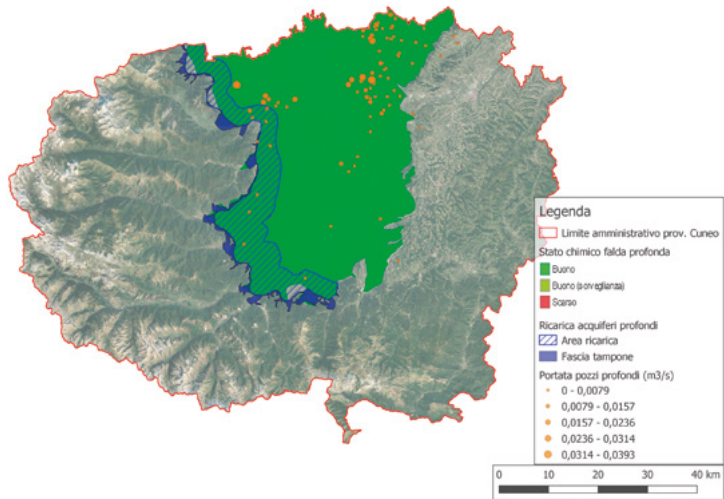 Legenda
Limite amministrativo prov. Cuneo
Stato chimico falda profonda
Buono
Buono (sorveglianza)
Scarso
Ricarica acquiferi profondi
Area ricarica
Fascia tampone
Portata pozzi profondi (m3/s)
0 - 0,0079
0,0079 - 0,0157
0,0157 - 0,0236
0,0236 - 0,0314
0,0314 - 0,0393
0 10 20 30 40 km